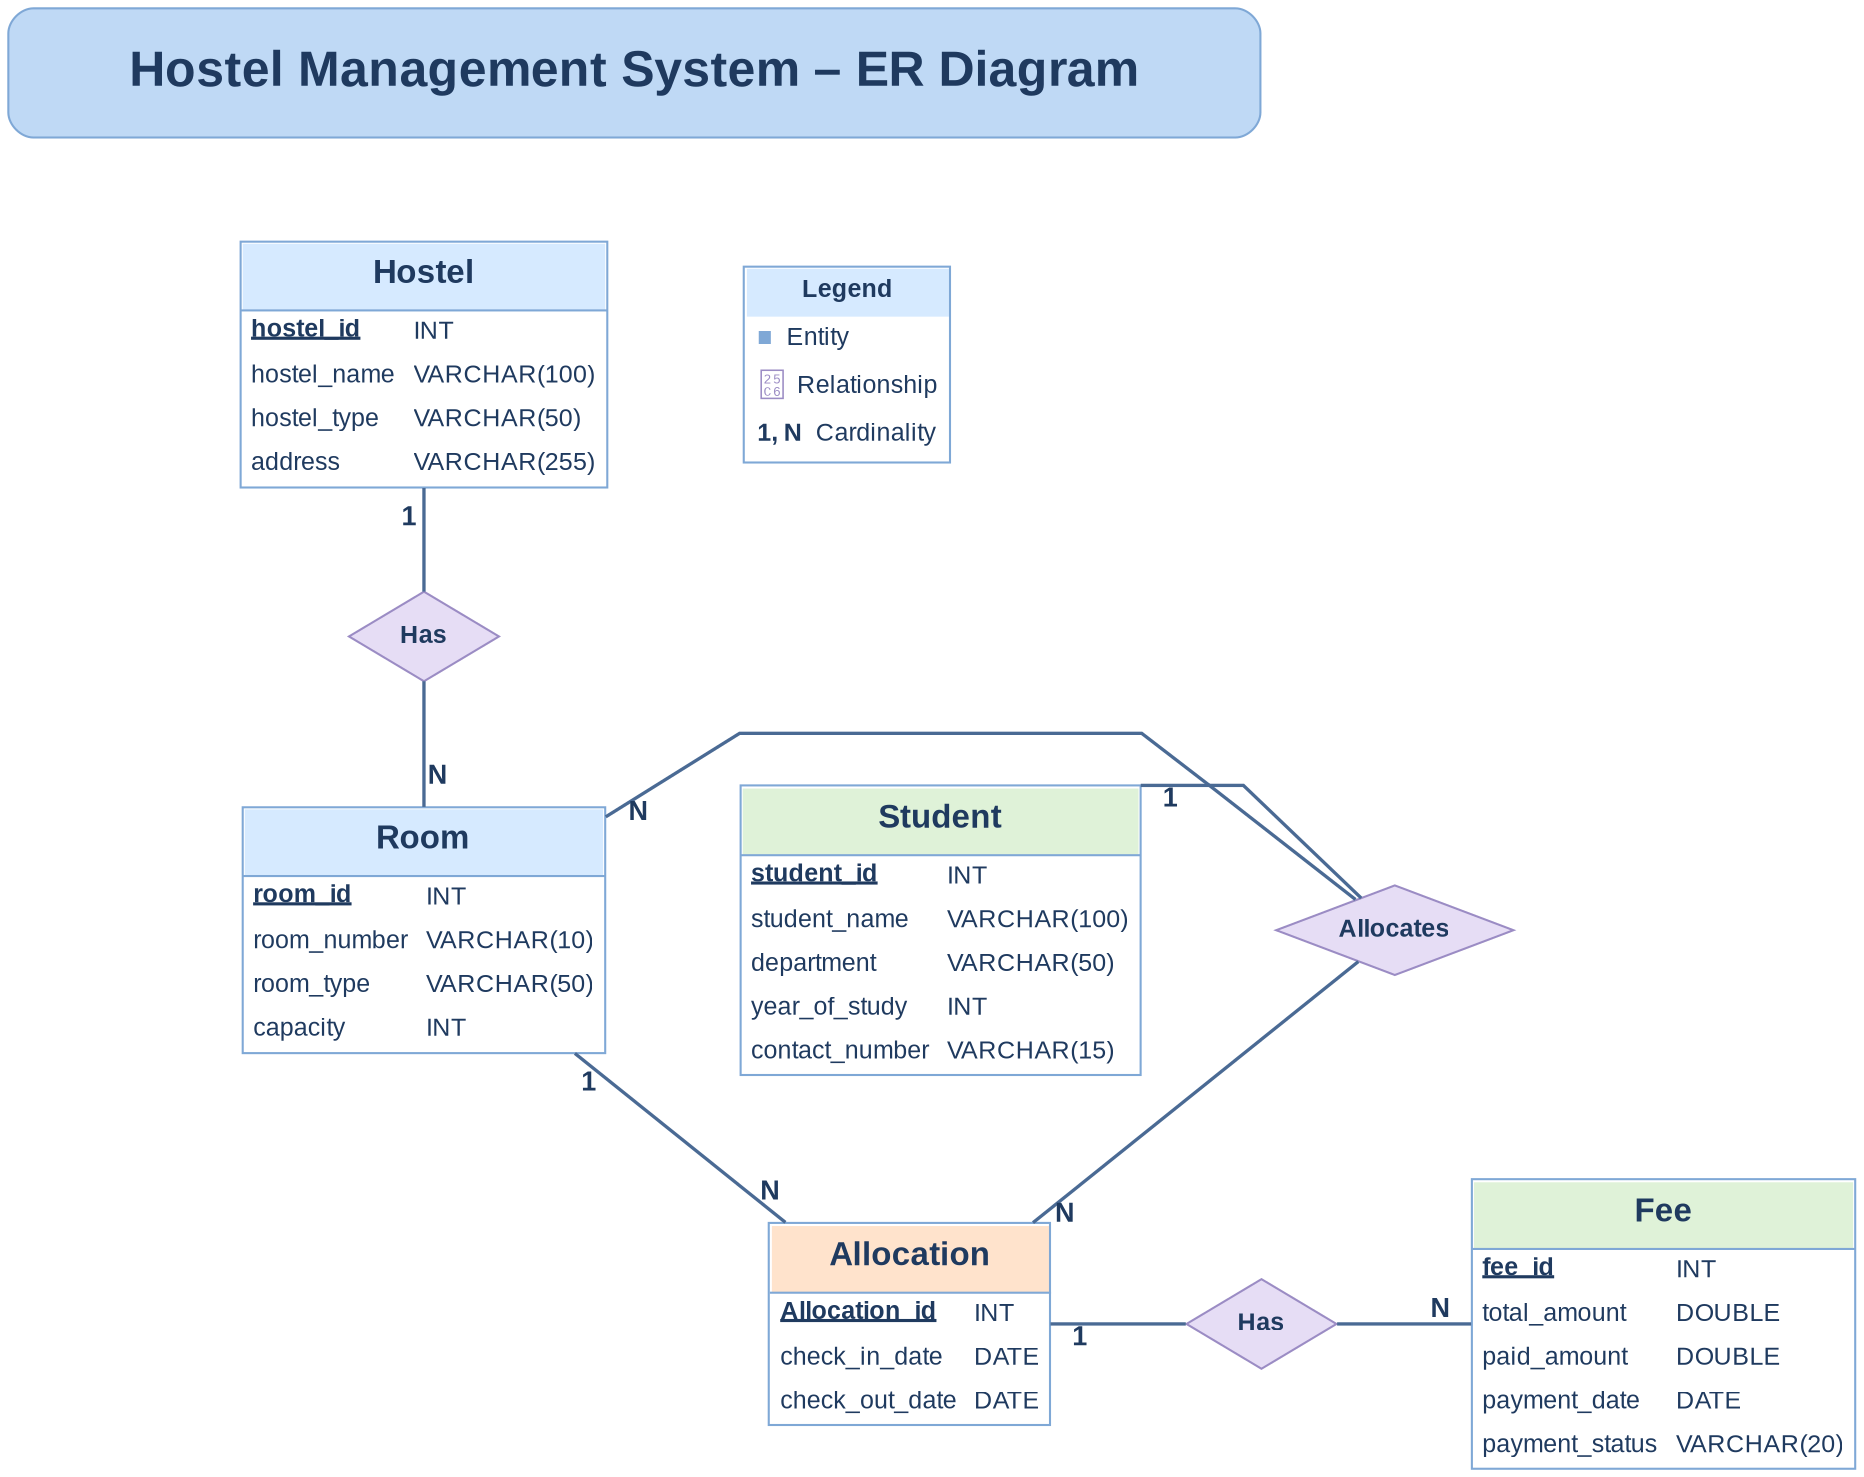 Hostel Management System – ER Diagram
Hostel
hostel_id INT
hostel_name VARCHAR(100)
hostel_type VARCHAR(50)
address VARCHAR(255)
Legend
■ Entity
25C6 Relationship
1, N Cardinality
1
Has
N
N
Room
room_id INT
room_number VARCHAR(10)
room_type VARCHAR(50)
capacity INT
1
Student
student_id INT
student_name VARCHAR(100)
department VARCHAR(50)
year_of_study INT
contact_number VARCHAR(15)
1
Allocates
N
N
Allocation
Allocation_id INT
check_in_date DATE
check_out_date DATE
1
Has
N
Fee
fee_id INT
total_amount DOUBLE
paid_amount DOUBLE
payment_date DATE
payment_status VARCHAR(20)